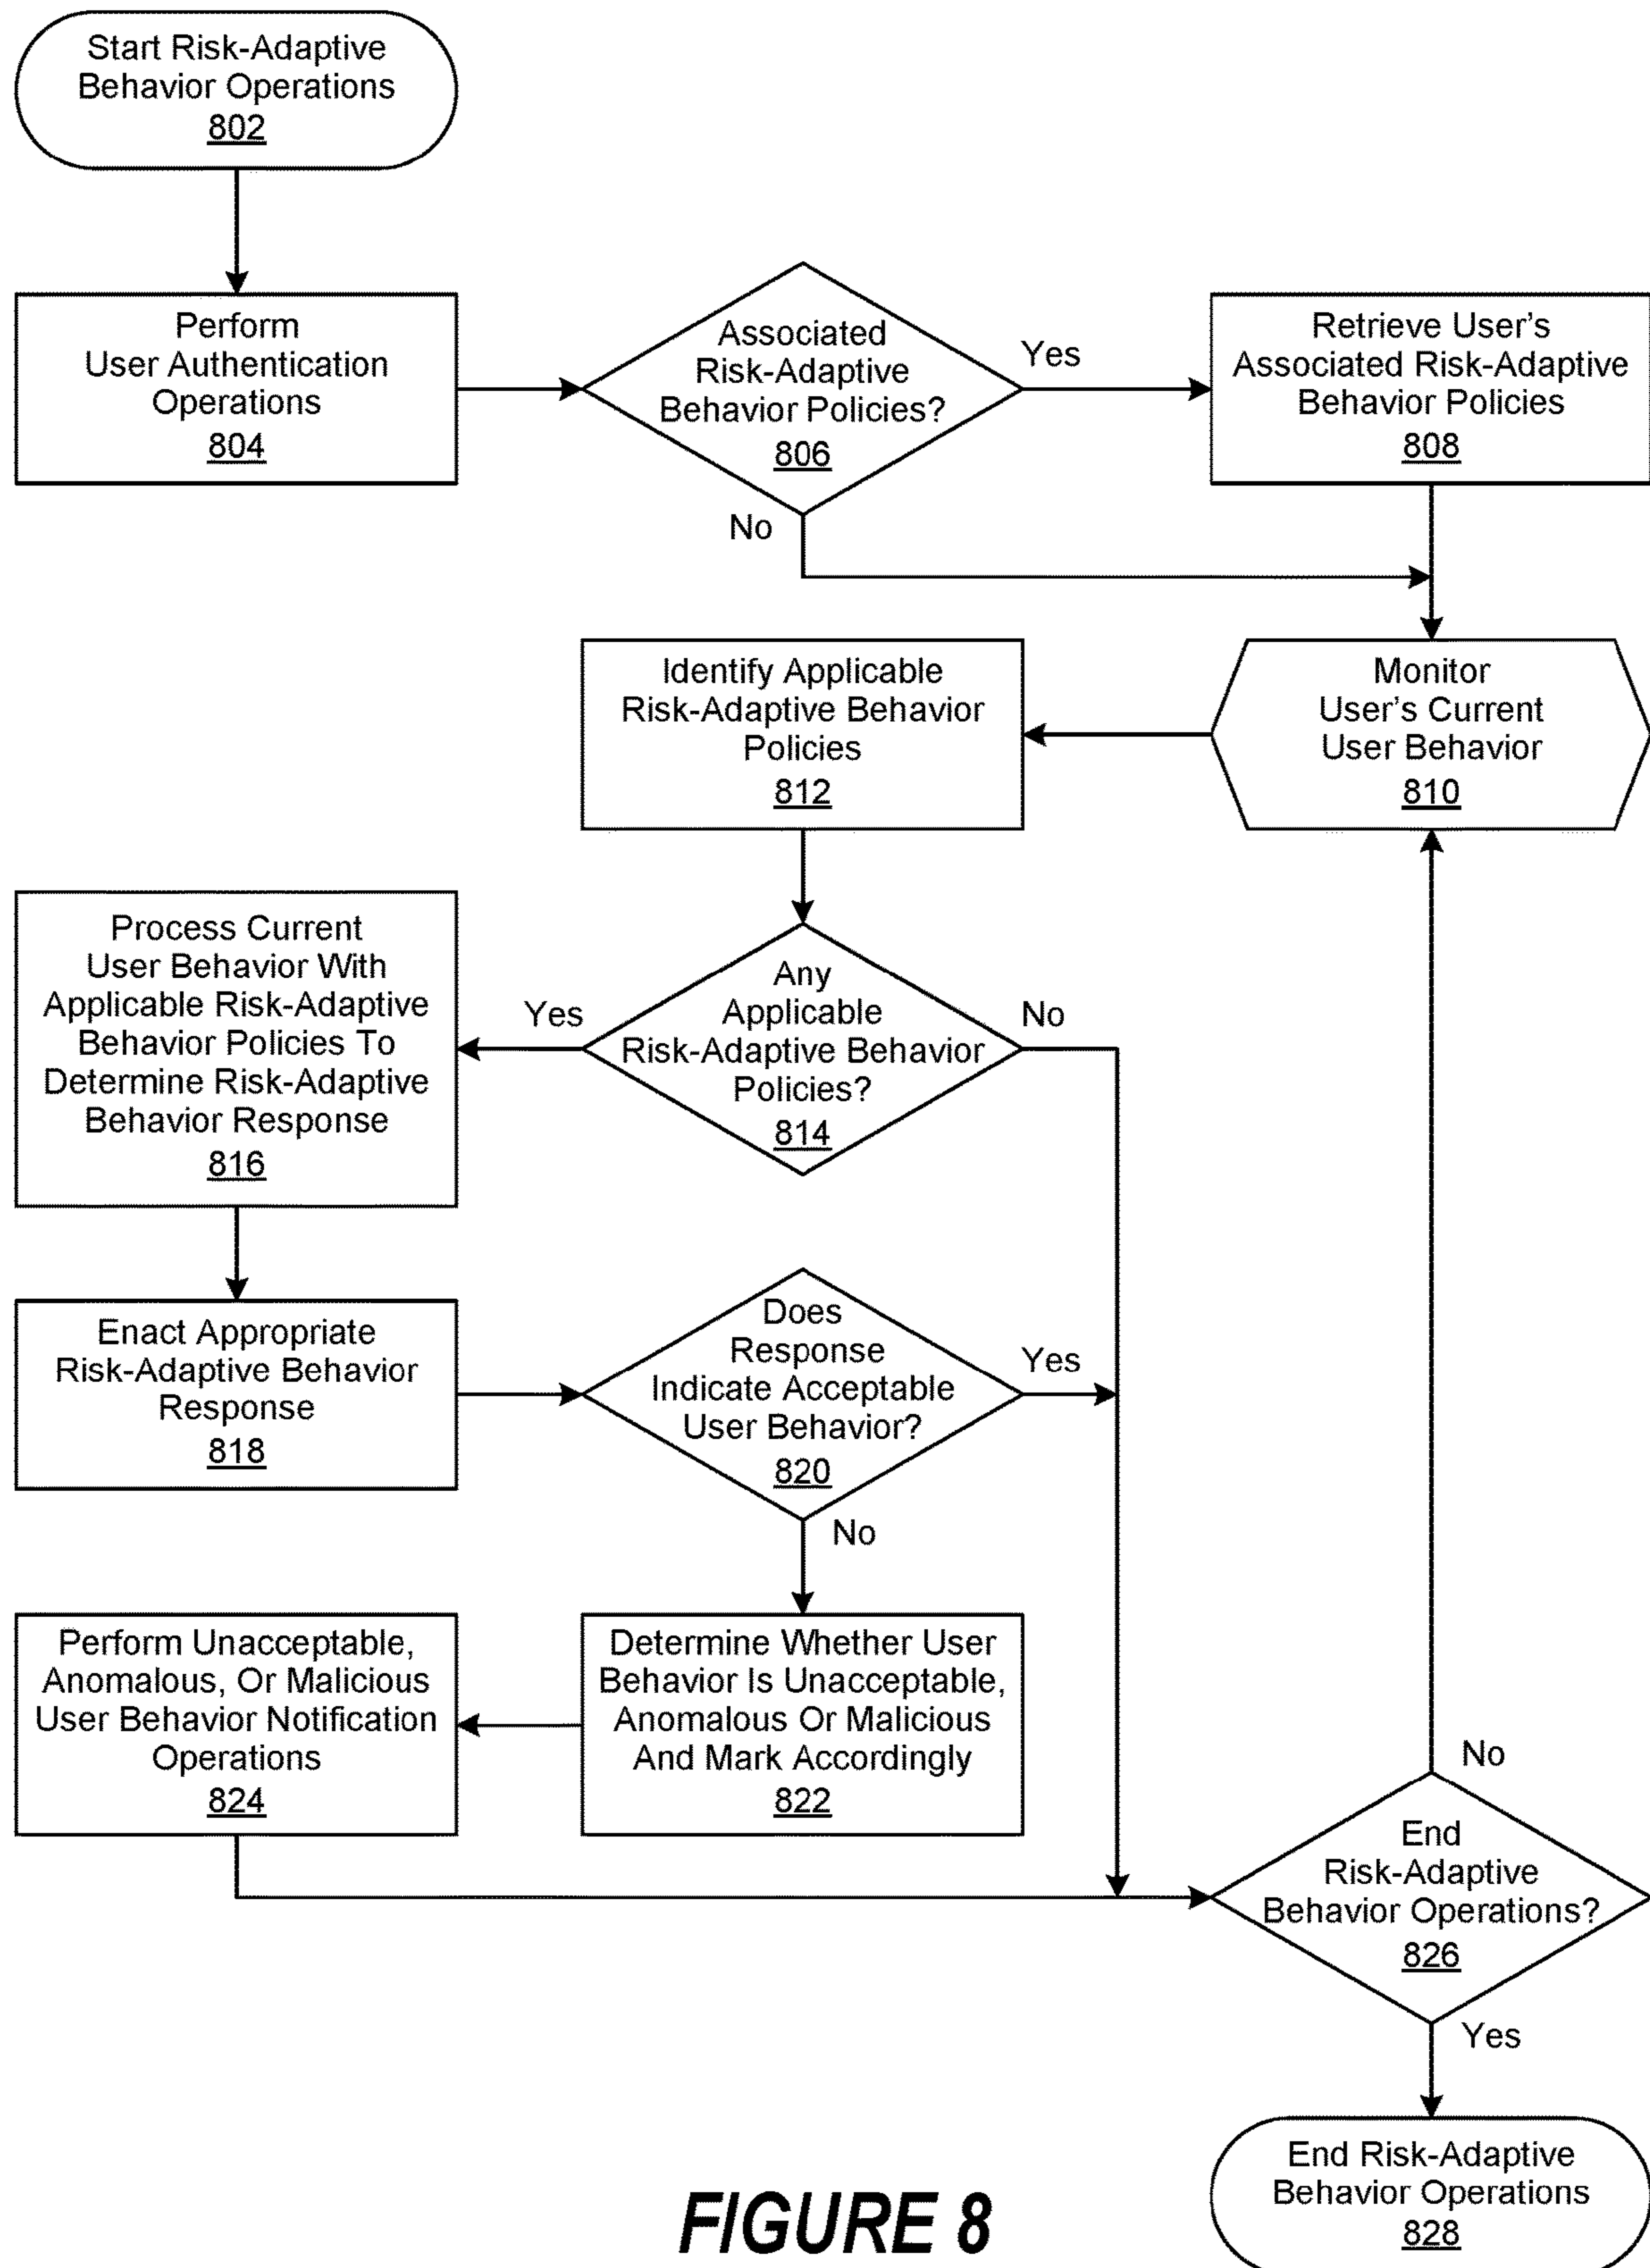 Start Risk-Adaptive
Behavior Operations
802
Perform
User Authentication
Operations
804
Associated
Risk-Adaptive
Behavior Policies?
806
Yes
No
Retrieve User's
Associated Risk-Adaptive
Behavior Policies
808
Monitor
User's Current
User Behavior
810
Identify Applicable
Risk-Adaptive Behavior
Policies
812
Any
Applicable
Risk-Adaptive Behavior
Policies?
814
Yes
No
Process Current
User Behavior With
Applicable Risk-Adaptive
Behavior Policies To
Determine Risk-Adaptive
Behavior Response
816
Enact Appropriate
Risk-Adaptive Behavior
Response
818
Does
Response
Indicate Acceptable
User Behavior?
820
Yes
No
Determine Whether User
Behavior Is Unacceptable,
Anomalous Or Malicious
And Mark Accordingly
822
Perform Unacceptable,
Anomalous, Or Malicious
User Behavior Notification
Operations
824
No
End
Risk-Adaptive
Behavior Operations?
826
Yes
End Risk-Adaptive
Behavior Operations
828
FIGURE 8